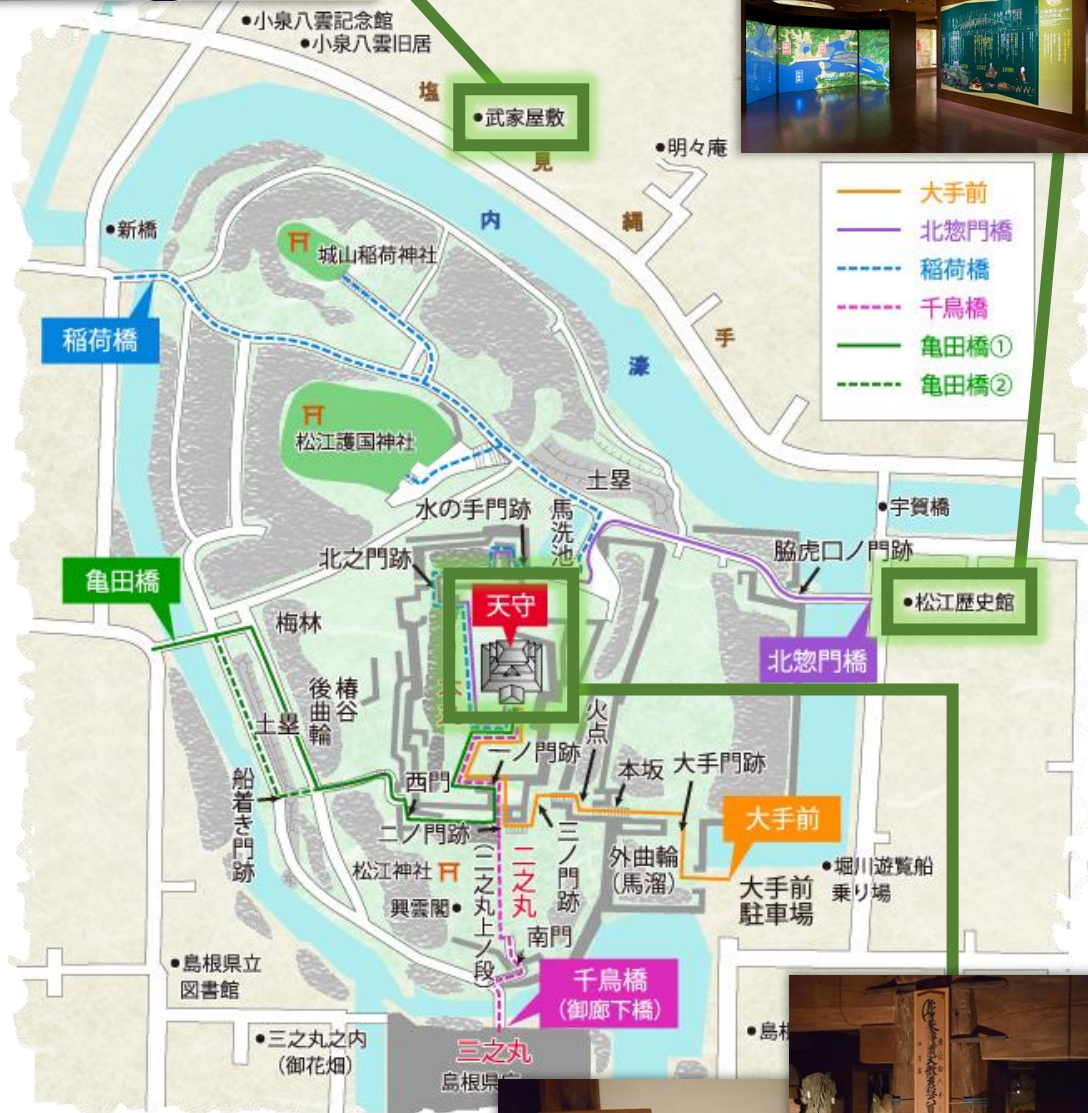 ●小泉八雲記念館
●小泉八雲旧居
塩
見
縄
手
●武家屋敷
●明々庵
大手前
北惣門橋
稲荷橋
千鳥橋
亀田橋①
亀田橋②
●新橋
内
濠
城山稲荷神社
稲荷橋
松江護国神社
土塁
水の手門跡
馬洗池
●宇賀橋
北之門跡
脇虎口ノ門跡
亀田橋
天守
●松江歴史館
梅林
北惣門橋
椿谷
後曲輪
土塁
火点
一ノ門跡
本坂
大手門跡
西門
船着き門跡
大手前
二ノ門跡
三ノ門跡
外曲輪
(馬溜)
松江神社
二之丸
(二之丸上ノ段)
大手前
駐車場
●堀川遊覧船
乗り場
興雲閣●
南門
●島根県立
図書館
千鳥橋
(御廊下橋)
●三之丸之内
(御花畑)
三之丸
島根県
●島